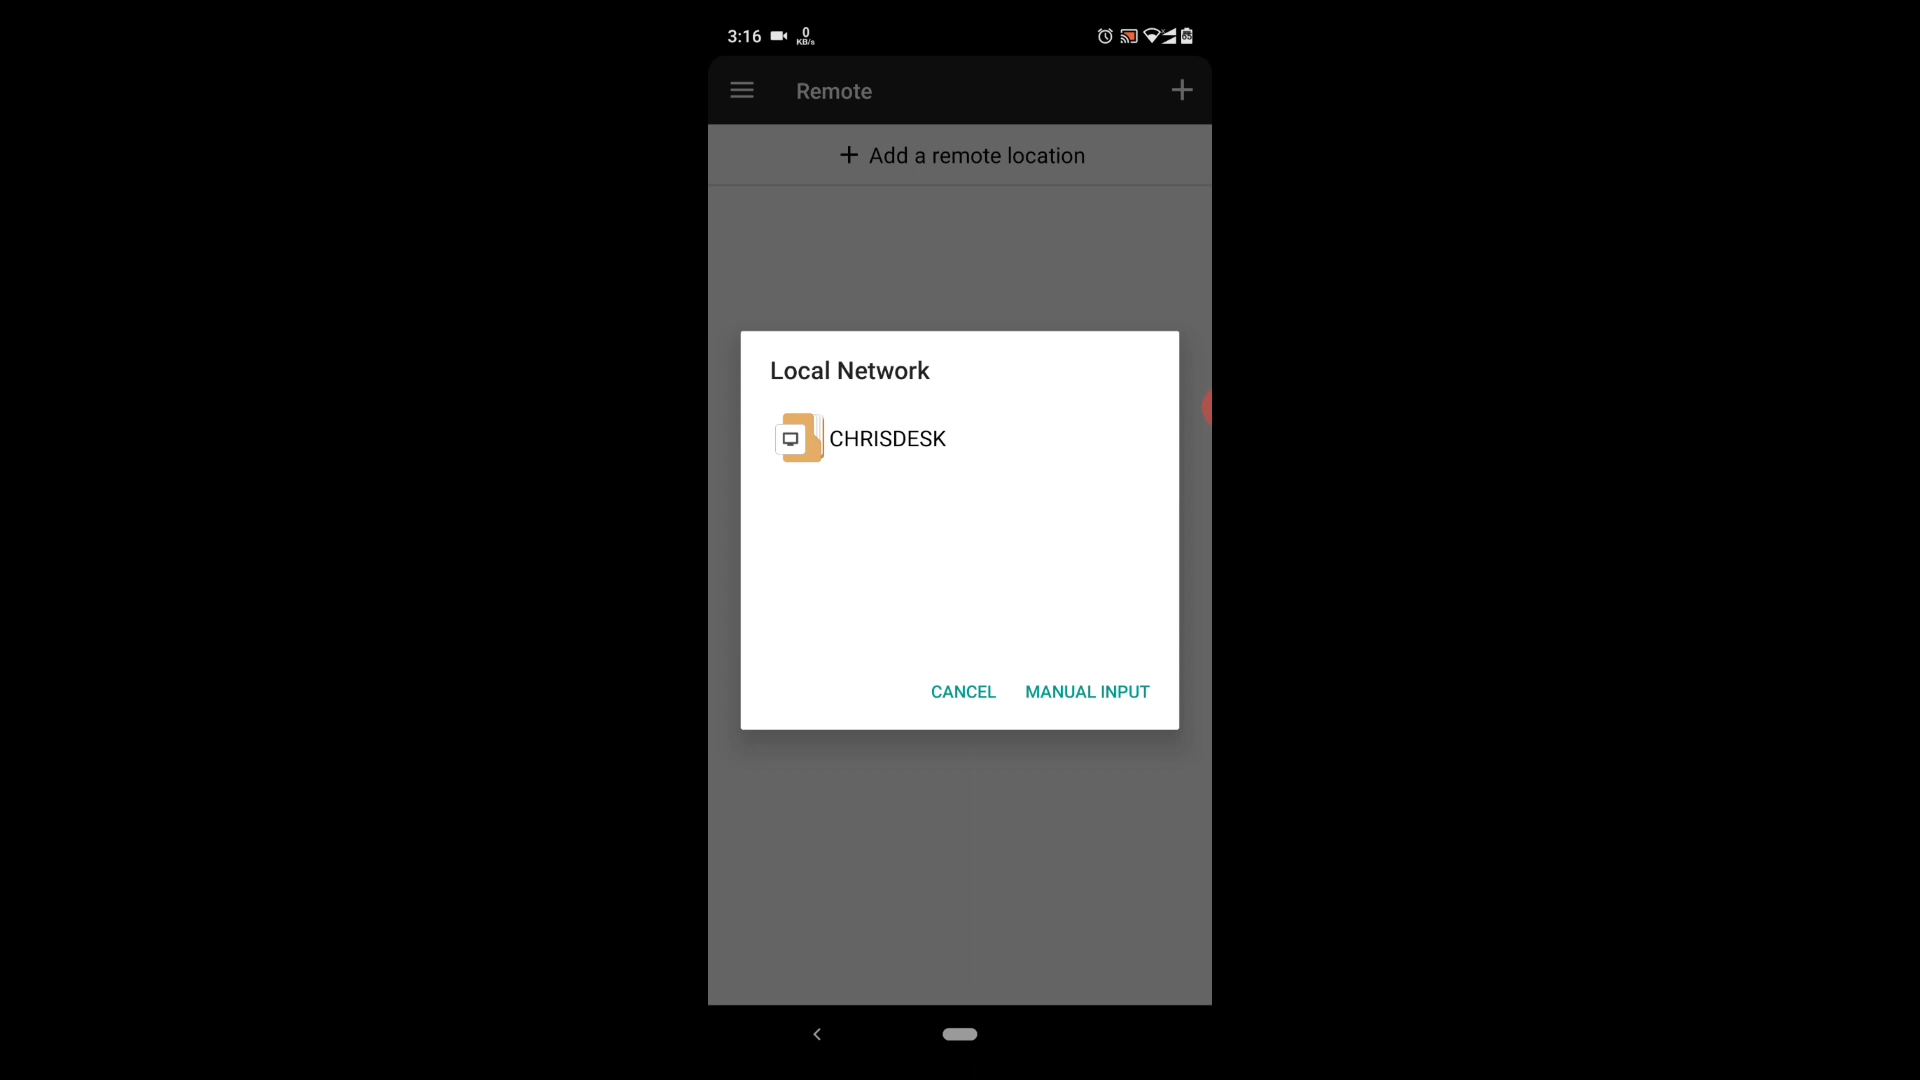 3:16 0 KB/s
Remote
+ Add a remote location
Local Network
CHRISDESK
CANCEL MANUAL INPUT